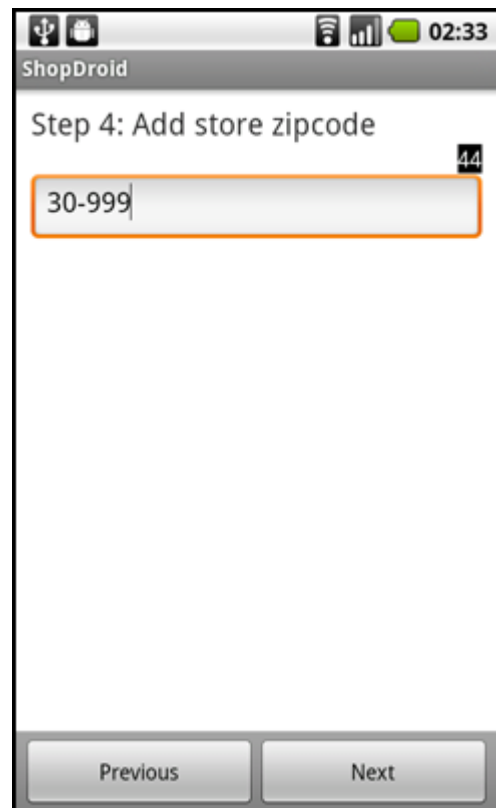 02:33
ShopDroid
Step 4: Add store zipcode
44
30-999
Previous
Next